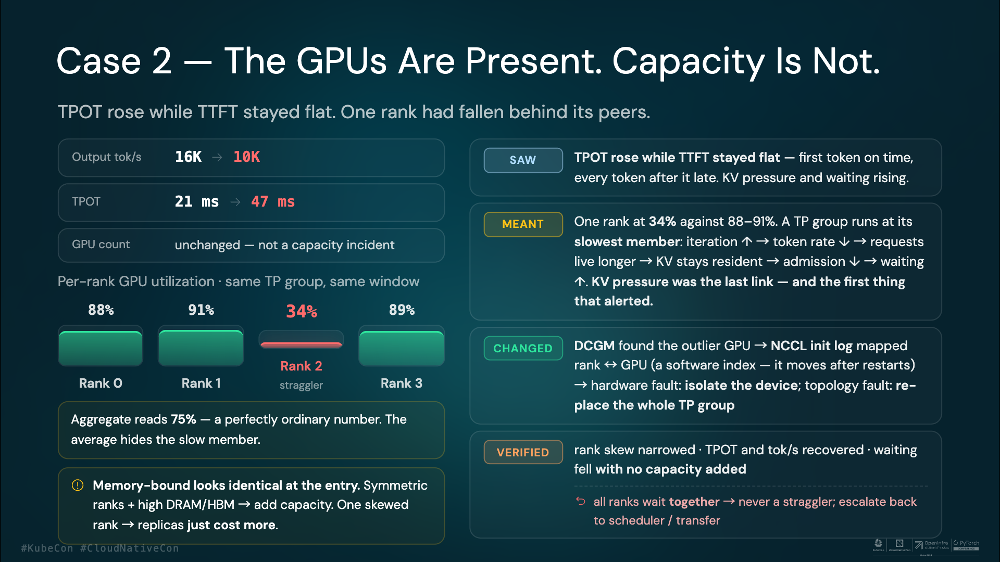 Case 2 — The GPUs Are Present. Capacity Is Not.
TPOT rose while TTFT stayed flat. One rank had fallen behind its peers.
Output tok/s 16K → 10K
TPOT 21 ms → 47 ms
GPU count unchanged — not a capacity incident
Per-rank GPU utilization · same TP group, same window
88% 91% 34% 89%
Rank 0 Rank 1 Rank 2 Rank 3
straggler
Aggregate reads 75% — a perfectly ordinary number. The
average hides the slow member.
Memory-bound looks identical at the entry. Symmetric
ranks + high DRAM/HBM → add capacity. One skewed
rank → replicas just cost more.
SAW
TPOT rose while TTFT stayed flat — first token on time,
every token after it late. KV pressure and waiting rising.
MEANT
One rank at 34% against 88–91%. A TP group runs at its
slowest member: iteration ↑ → token rate ↓ → requests
live longer → KV stays resident → admission ↓ → waiting
↑. KV pressure was the last link — and the first thing
that alerted.
CHANGED
DCGM found the outlier GPU → NCCL init log mapped
rank ↔ GPU (a software index — it moves after restarts)
→ hardware fault: isolate the device; topology fault: re-
place the whole TP group
VERIFIED
rank skew narrowed · TPOT and tok/s recovered · waiting
fell with no capacity added
all ranks wait together → never a straggler; escalate back
to scheduler / transfer
#KubeCon #CloudNativeCon
KubeCon CloudNativeCon OpenInfra SUMMIT • ASIA PyTorch CONFERENCE